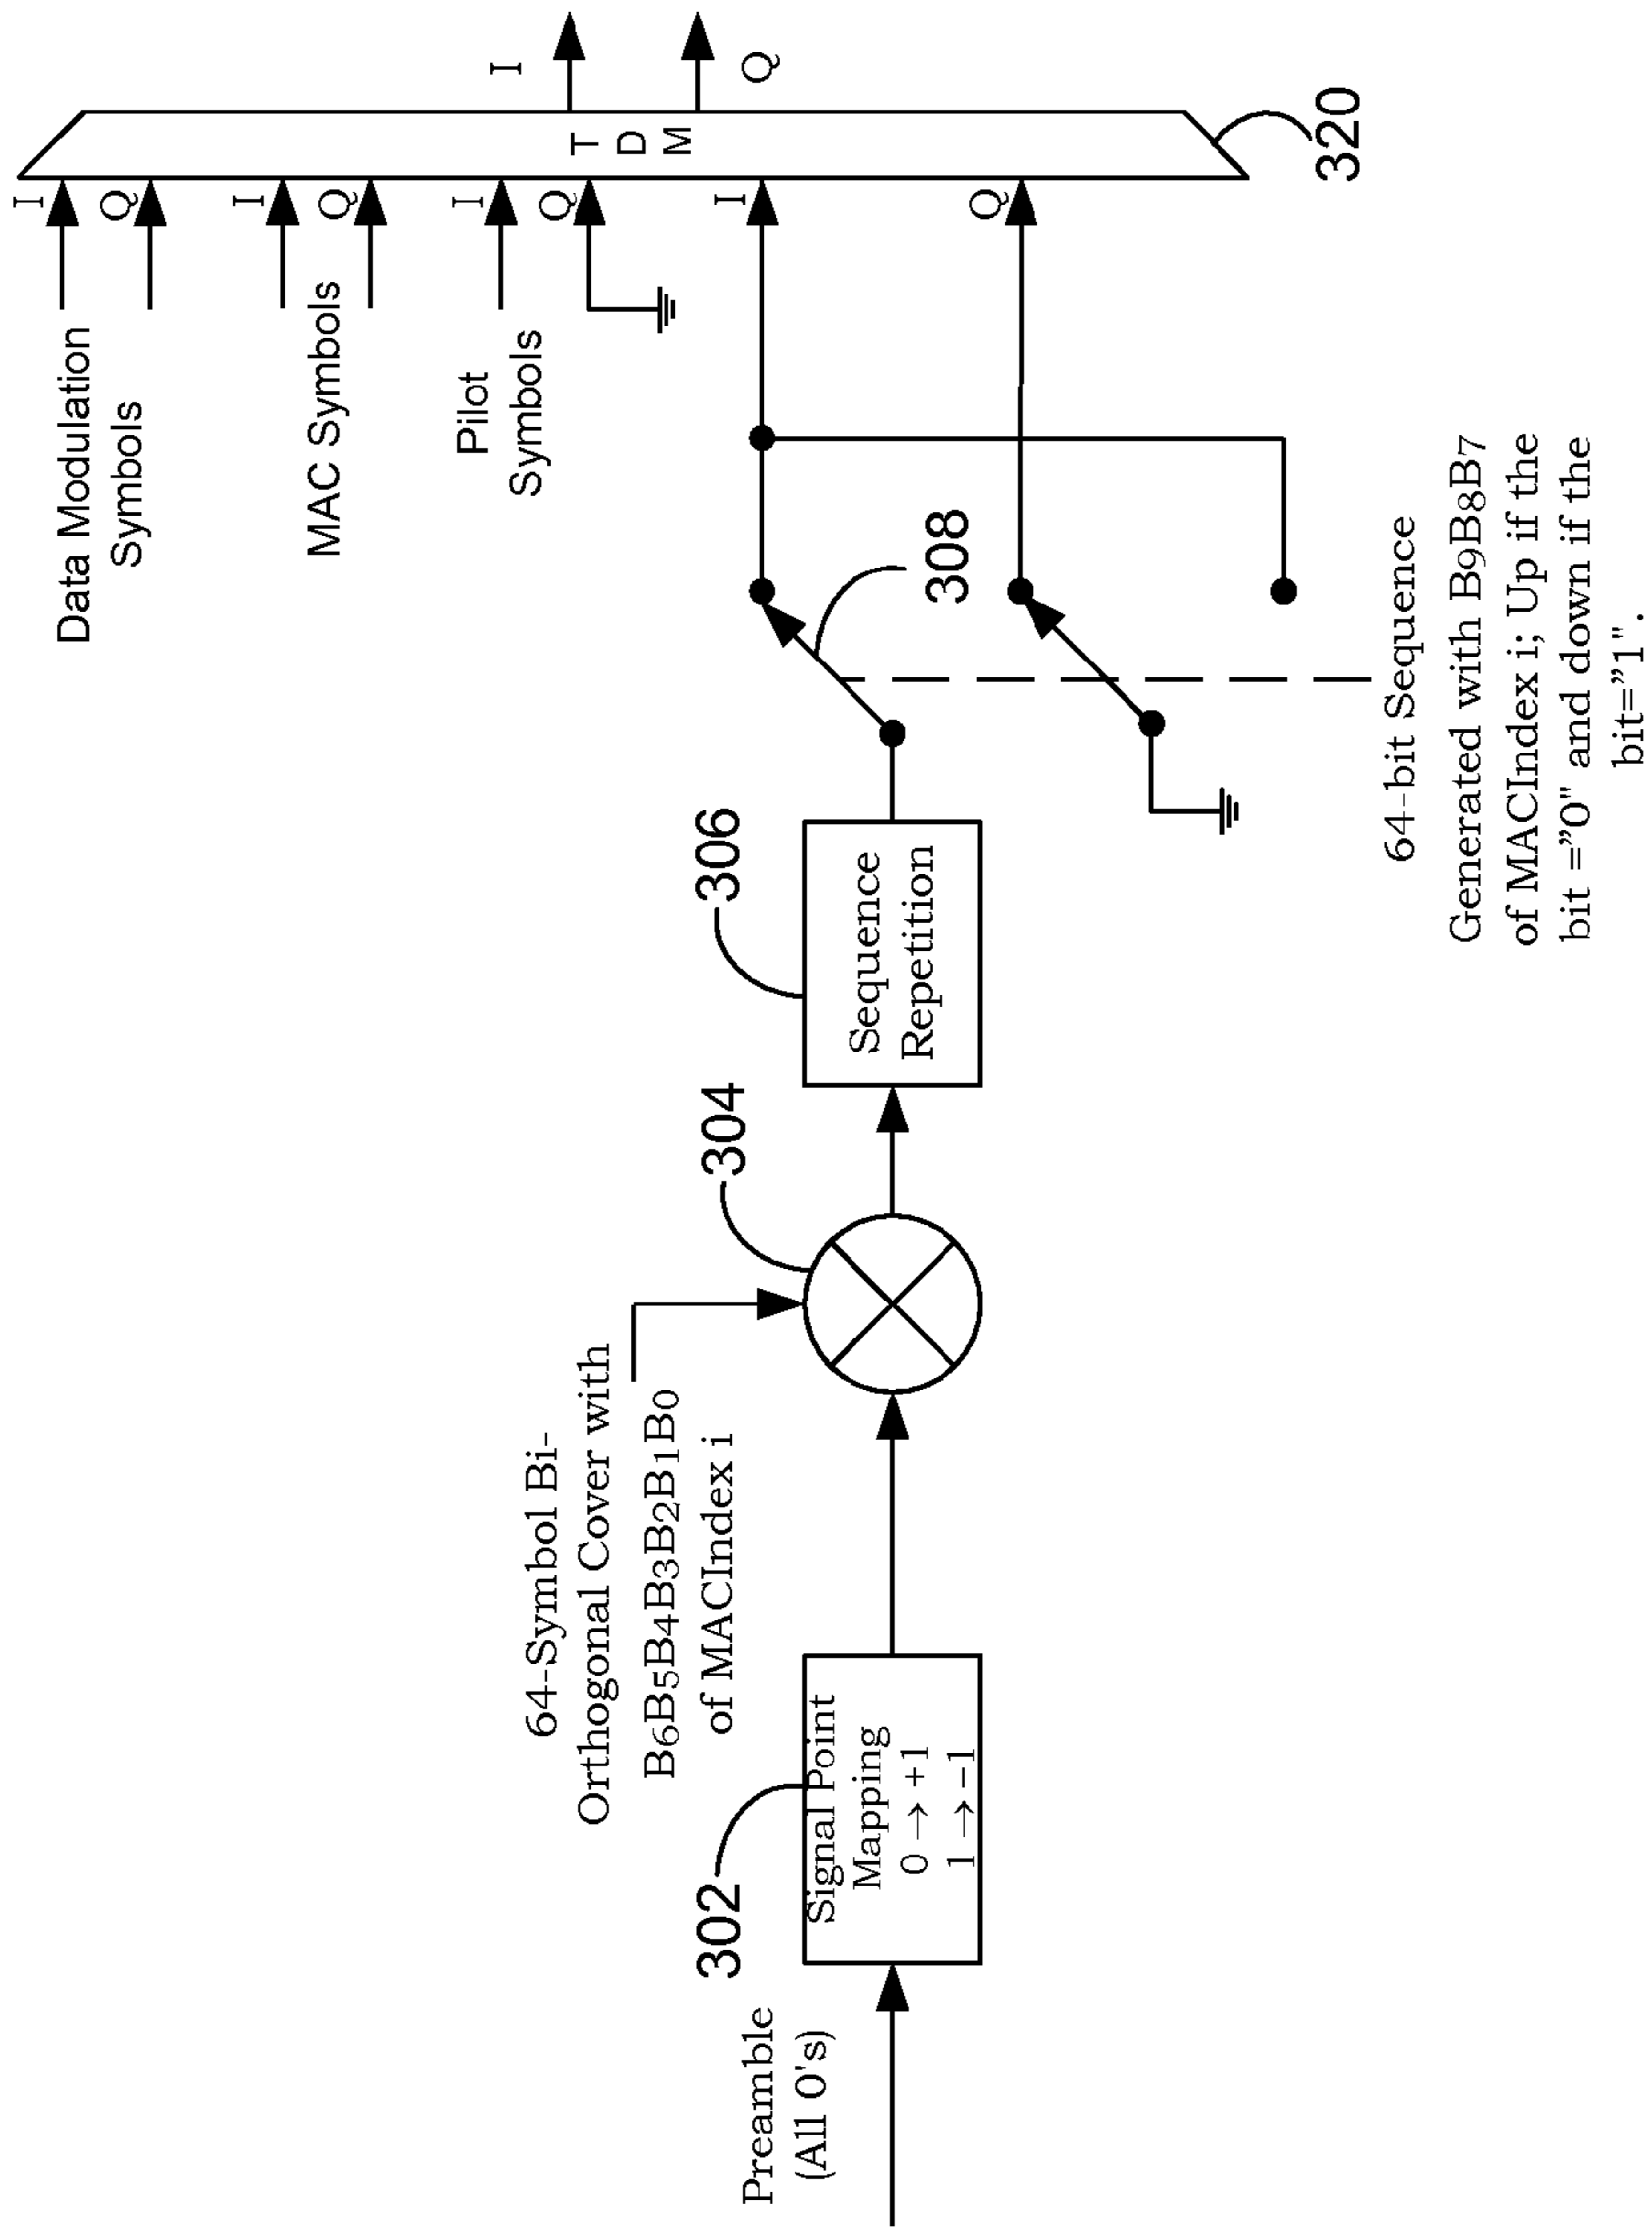 Preamble
(All 0's)
302
Signal Point
Mapping
0→+1
1→−1
64-Symbol Bi-
Orthogonal Cover with
B6B5B4B3B2B1B0
of MACIndex i
304
306
Sequence
Repetition
308
64-bit Sequence
Generated with B9B8B7
of MACIndex i; Up if the
bit =”0" and down if the
bit=”1".
Data Modulation
Symbols
MAC Symbols
Pilot
Symbols
I
Q
I
Q
I
Q
I
Q
T
D
M
I
Q
320